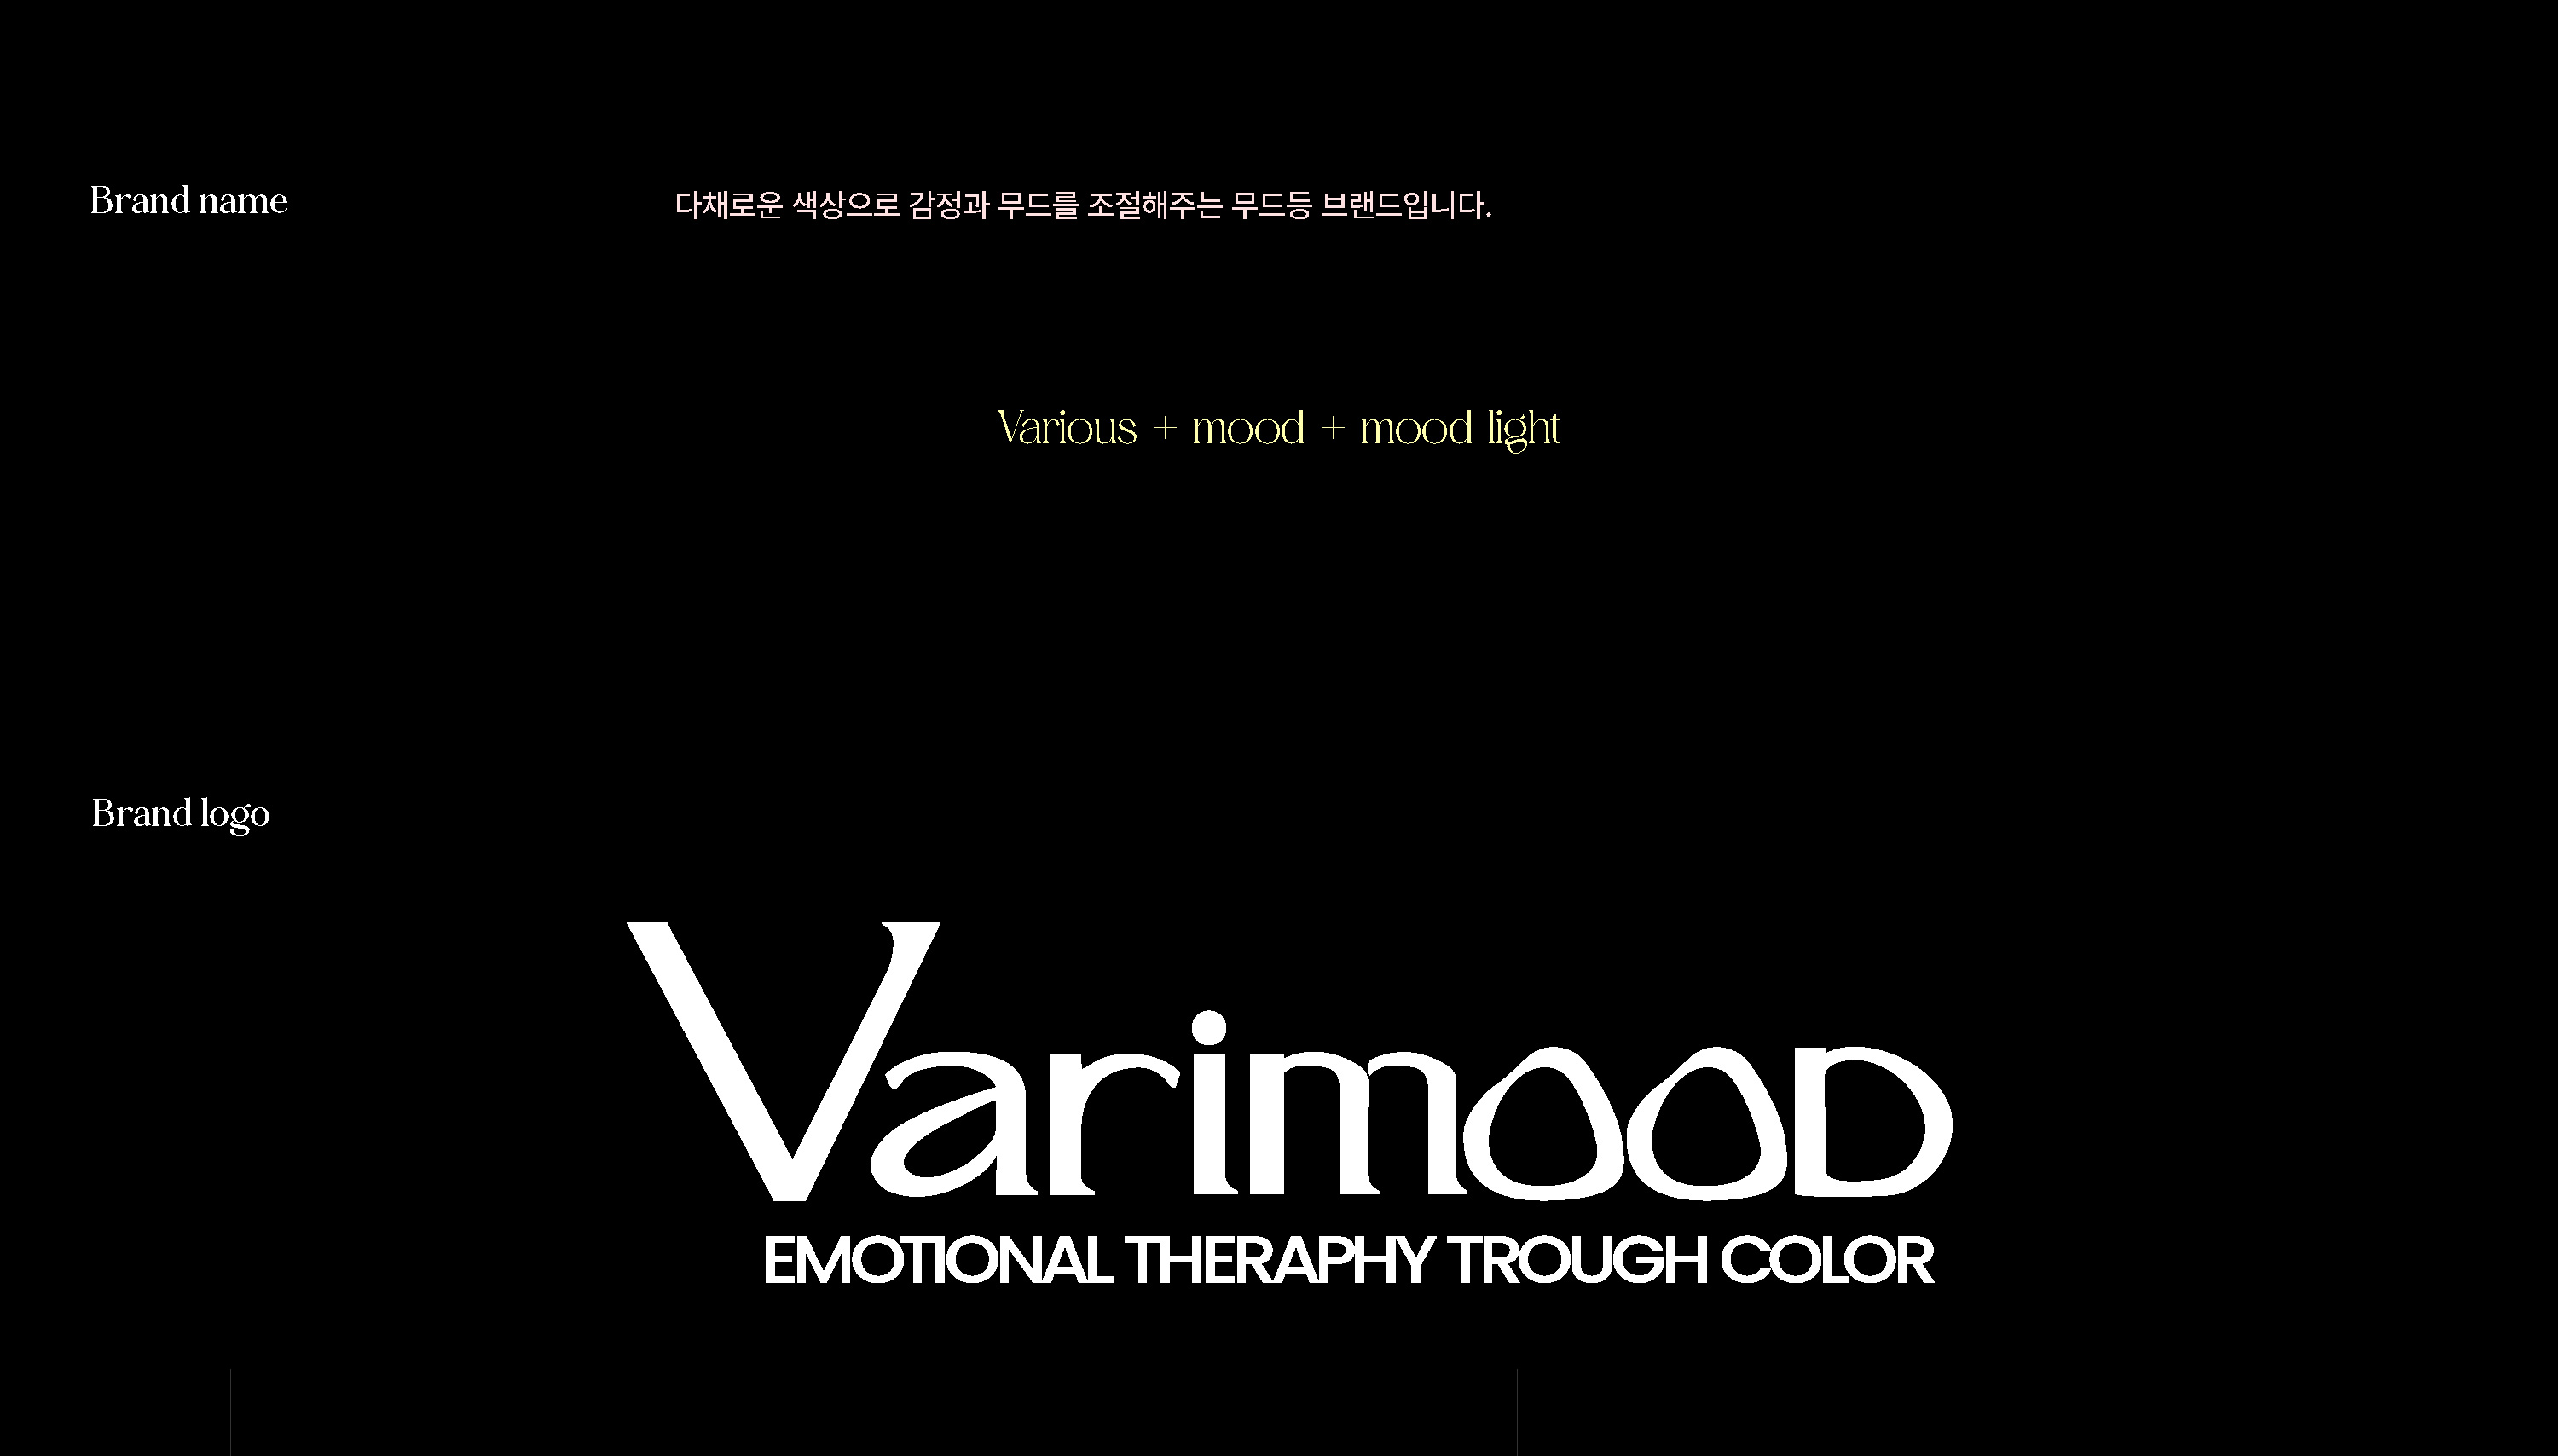 Brand name
다채로운 색상으로 감정과 무드를 조절해주는 무드등 브랜드입니다.
Various + mood + mood light
Brand logo
VarimOOD
EMOTIONAL THERAPHY TROUGH COLOR